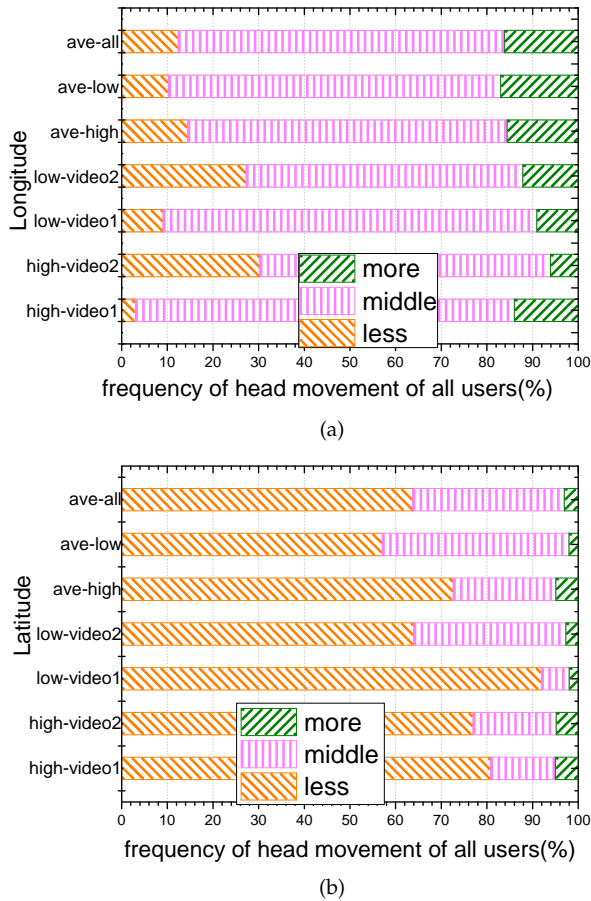 ave-all
ave-low
ave-high
low-video2
low-video1
high-video2
high-video1
Longitude
more
middle
less
0 10 20 30 40 50 60 70 80 90 100
frequency of head movement of all users(%)
(a)
ave-all
ave-low
ave-high
low-video2
low-video1
high-video2
high-video1
Latitude
more
middle
less
0 10 20 30 40 50 60 70 80 90 100
frequency of head movement of all users(%)
(b)